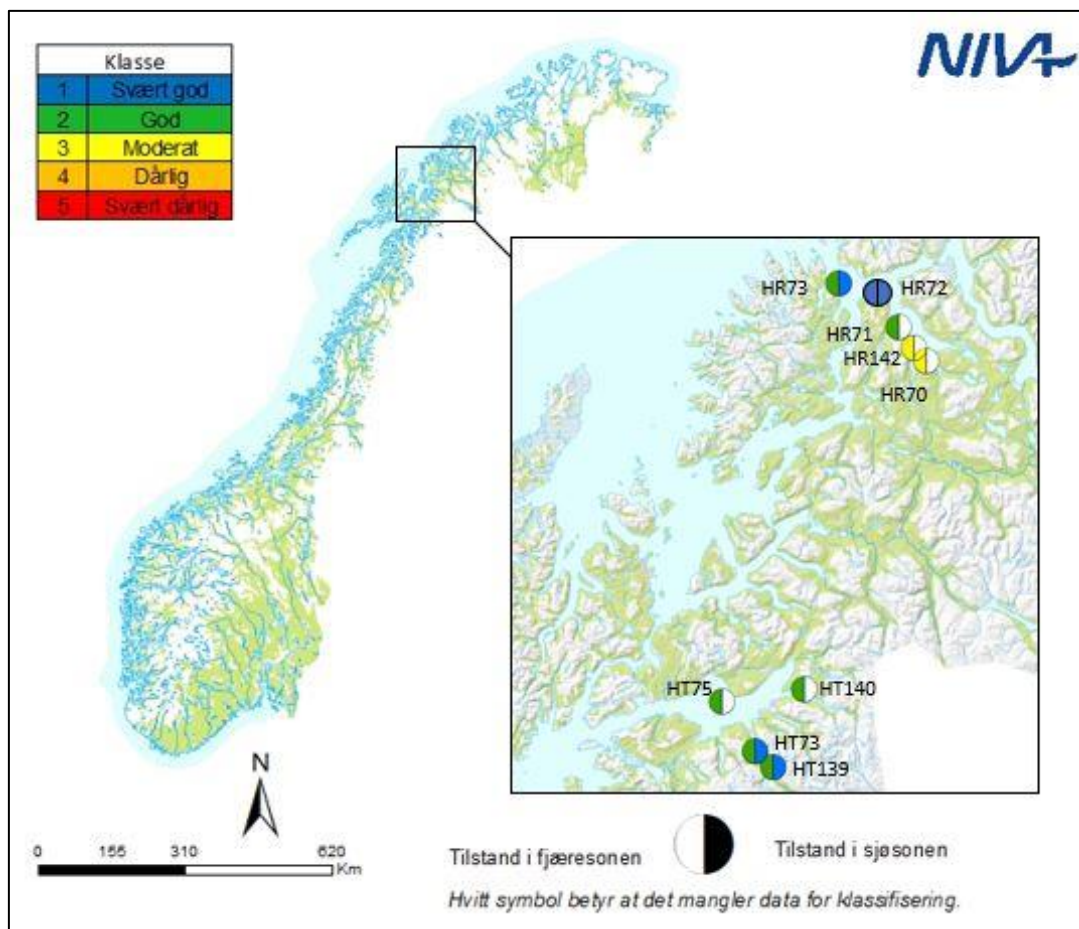 Klasse
1 Svært god
2 God
3 Moderat
4 Dårlig
5 Svært dårlig
NIVA
HR73
HR72
HR71
HR142
HR70
HT75
HT140
HT73
HT139
N
0 155 310 620
Km
Tilstand i fjæresonen
Tilstand i sjøsonen
Hvitt symbol betyr at det mangler data for klassifisering.